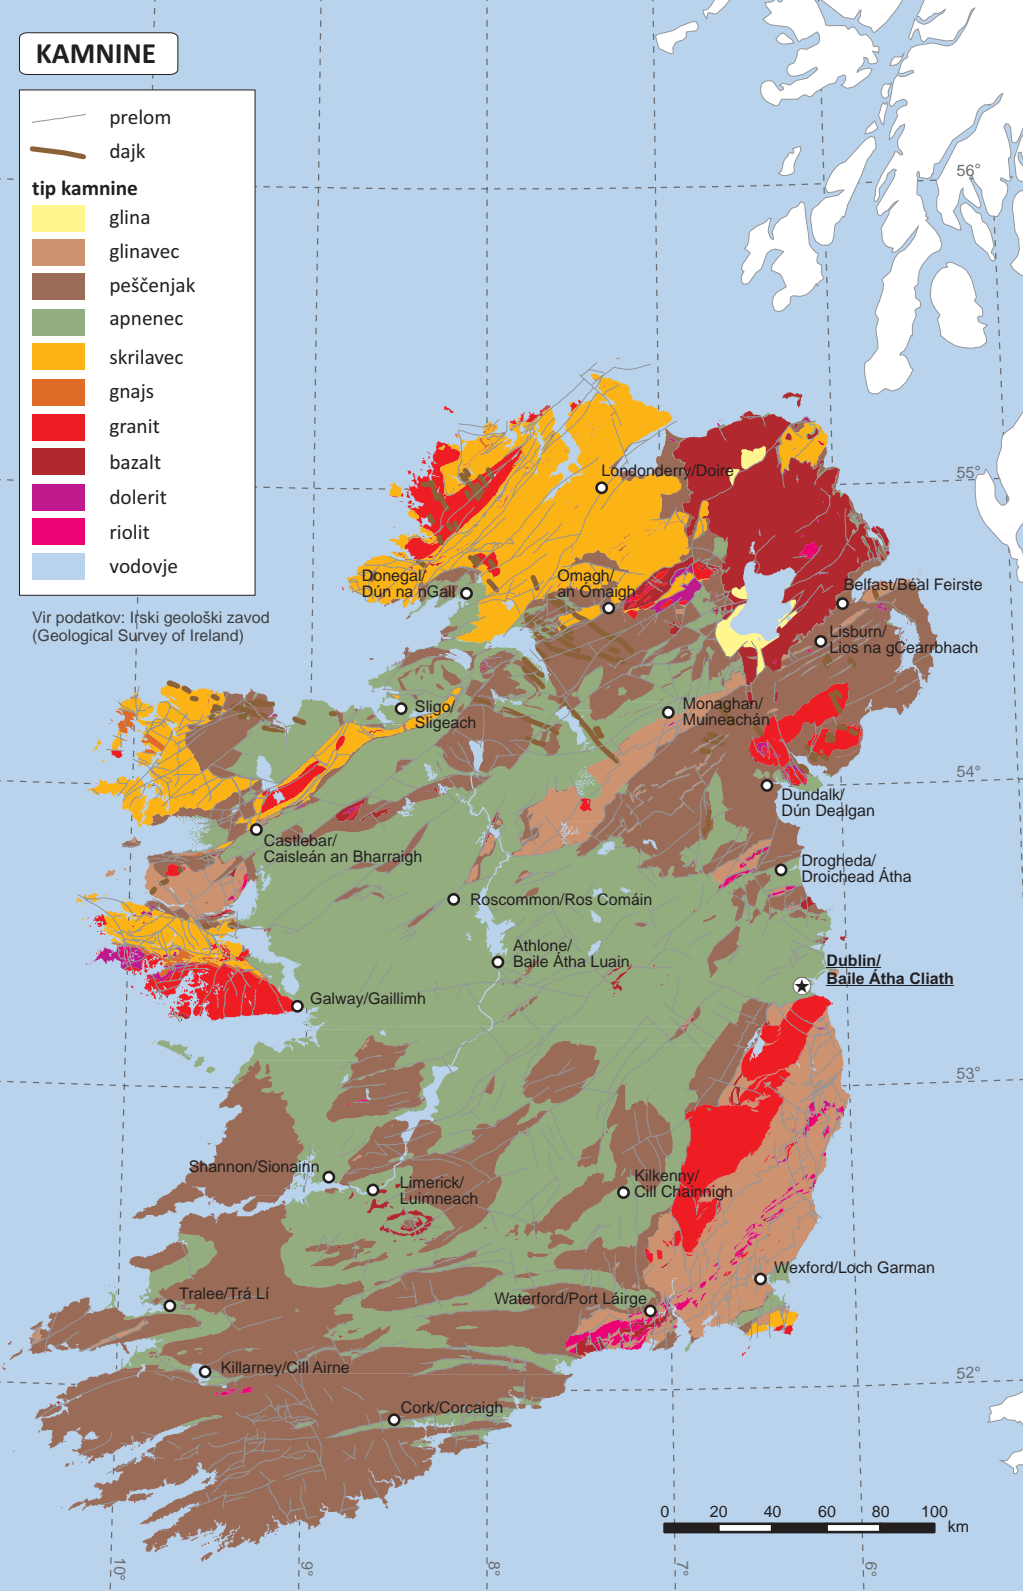 KAMNINE
prelom
dajk
tip kamnine
glina
glinavec
peščenjak
apnenec
skrilavec
gnajs
granit
bazalt
dolerit
riolit
vodovje
Vir podatkov: Irski geološki zavod
(Geological Survey of Ireland)
56°
55°
54°
53°
52°
Londonderry/Doire
Donegal/
Dún na nGall
Omagh/
an Omaigh
Belfast/Béal Feirste
Lisburn/
Lios na gCearrbhach
Sligo/
Sligeach
Monaghan/
Muineachán
Dundalk/
Dún Dealgan
Castlebar/
Caisleán an Bharraigh
Drogheda/
Droichead Átha
Roscommon/Ros Comáin
Athlone/
Baile Átha Luain
Dublin/
Baile Átha Cliath
Galway/Gaillimh
Shannon/Sionainn
Limerick/
Luimneach
Kilkenny/
Cill Chainnigh
Wexford/Loch Garman
Tralee/Trá Lí
Waterford/Port Láirge
Killarney/Cill Airne
Cork/Corcaigh
0 20 40 60 80 100
km
10° 9° 8° 7° 6°